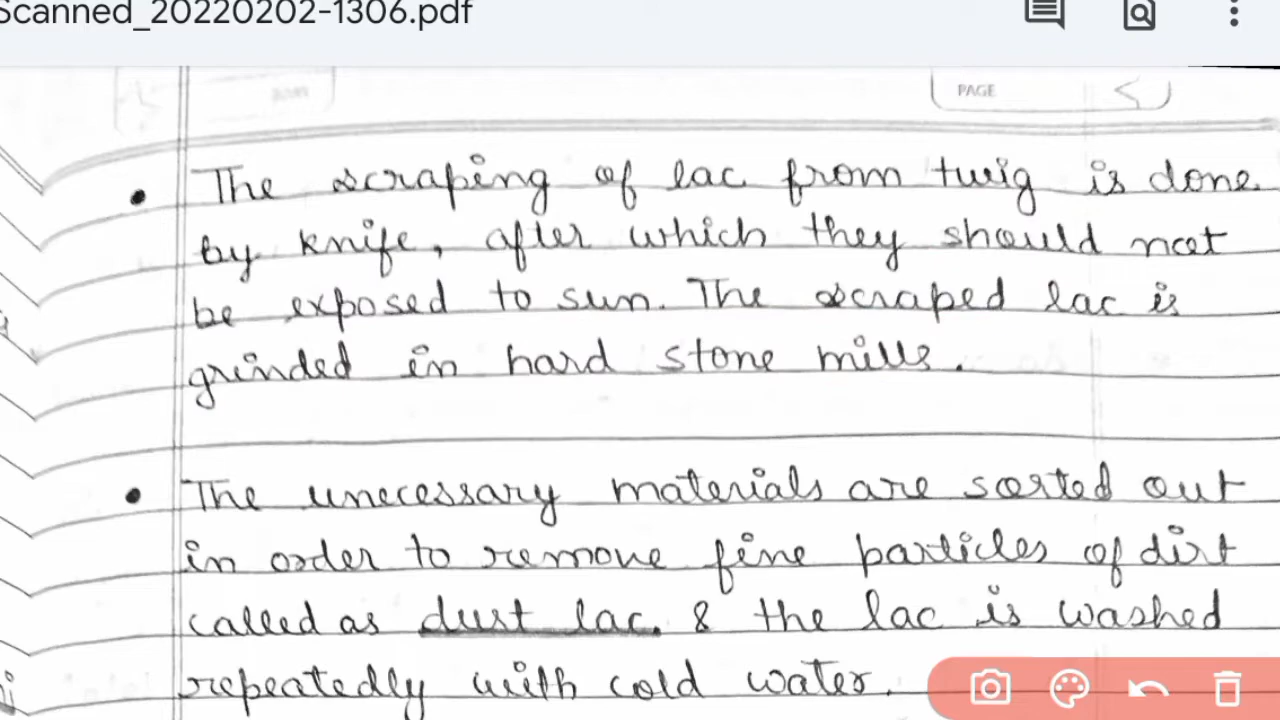 Scanned_20220202-1306.pdf
PAGE
• The scraping of lac from twig is done
by knife, after which they should not
be exposed to sun. The scraped lac is
grinded in hard stone mills.
• The unecessary materials are sorted out
in order to remove fine particles of dirt
called as dust lac. & the lac is washed
repeatedly with cold water.